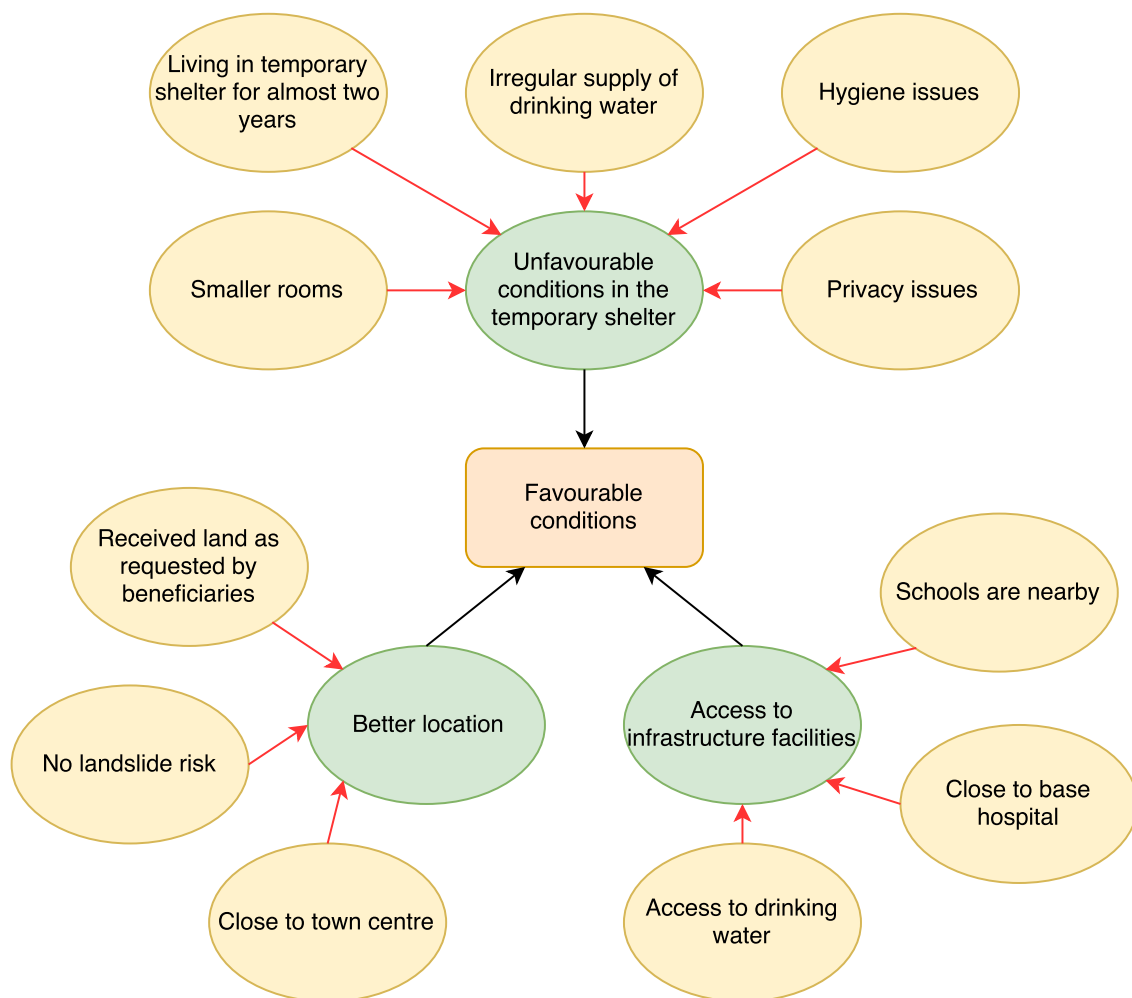 Living in temporary
shelter for almost two
years
Irregular supply of
drinking water
Hygiene issues
Smaller rooms
Unfavourable
conditions in the
temporary shelter
Privacy issues
Favourable
conditions
Received land as
requested by
beneficiaries
Schools are nearby
Better location
Access to
infrastructure facilities
No landslide risk
Close to base
hospital
Close to town centre
Access to drinking
water